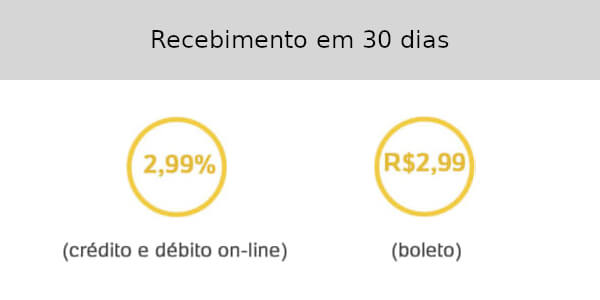 Recebimento em 30 dias
2,99%
R$2,99
(crédito e débito on-line)
(boleto)